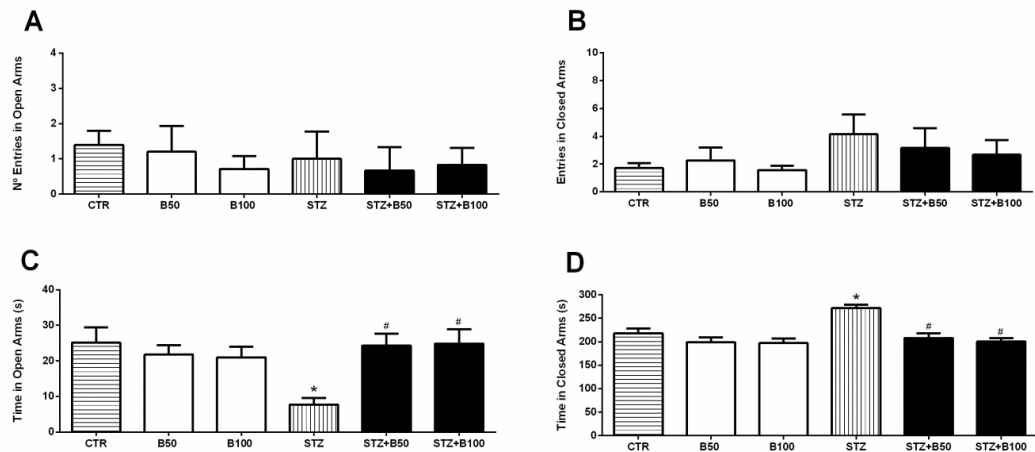 A
Nº Entries in Open Arms
4
3
2
1
0
CTR B50 B100 STZ STZ+B50 STZ+B100
B
Entries in Closed Arms
10
8
6
4
2
0
CTR B50 B100 STZ STZ+B50 STZ+B100
C
Time in Open Arms (s)
40
30
20
10
0
*
# #
CTR B50 B100 STZ STZ+B50 STZ+B100
D
Time in Closed Arms (s)
300
250
200
150
100
50
0
*
# #
CTR B50 B100 STZ STZ+B50 STZ+B100